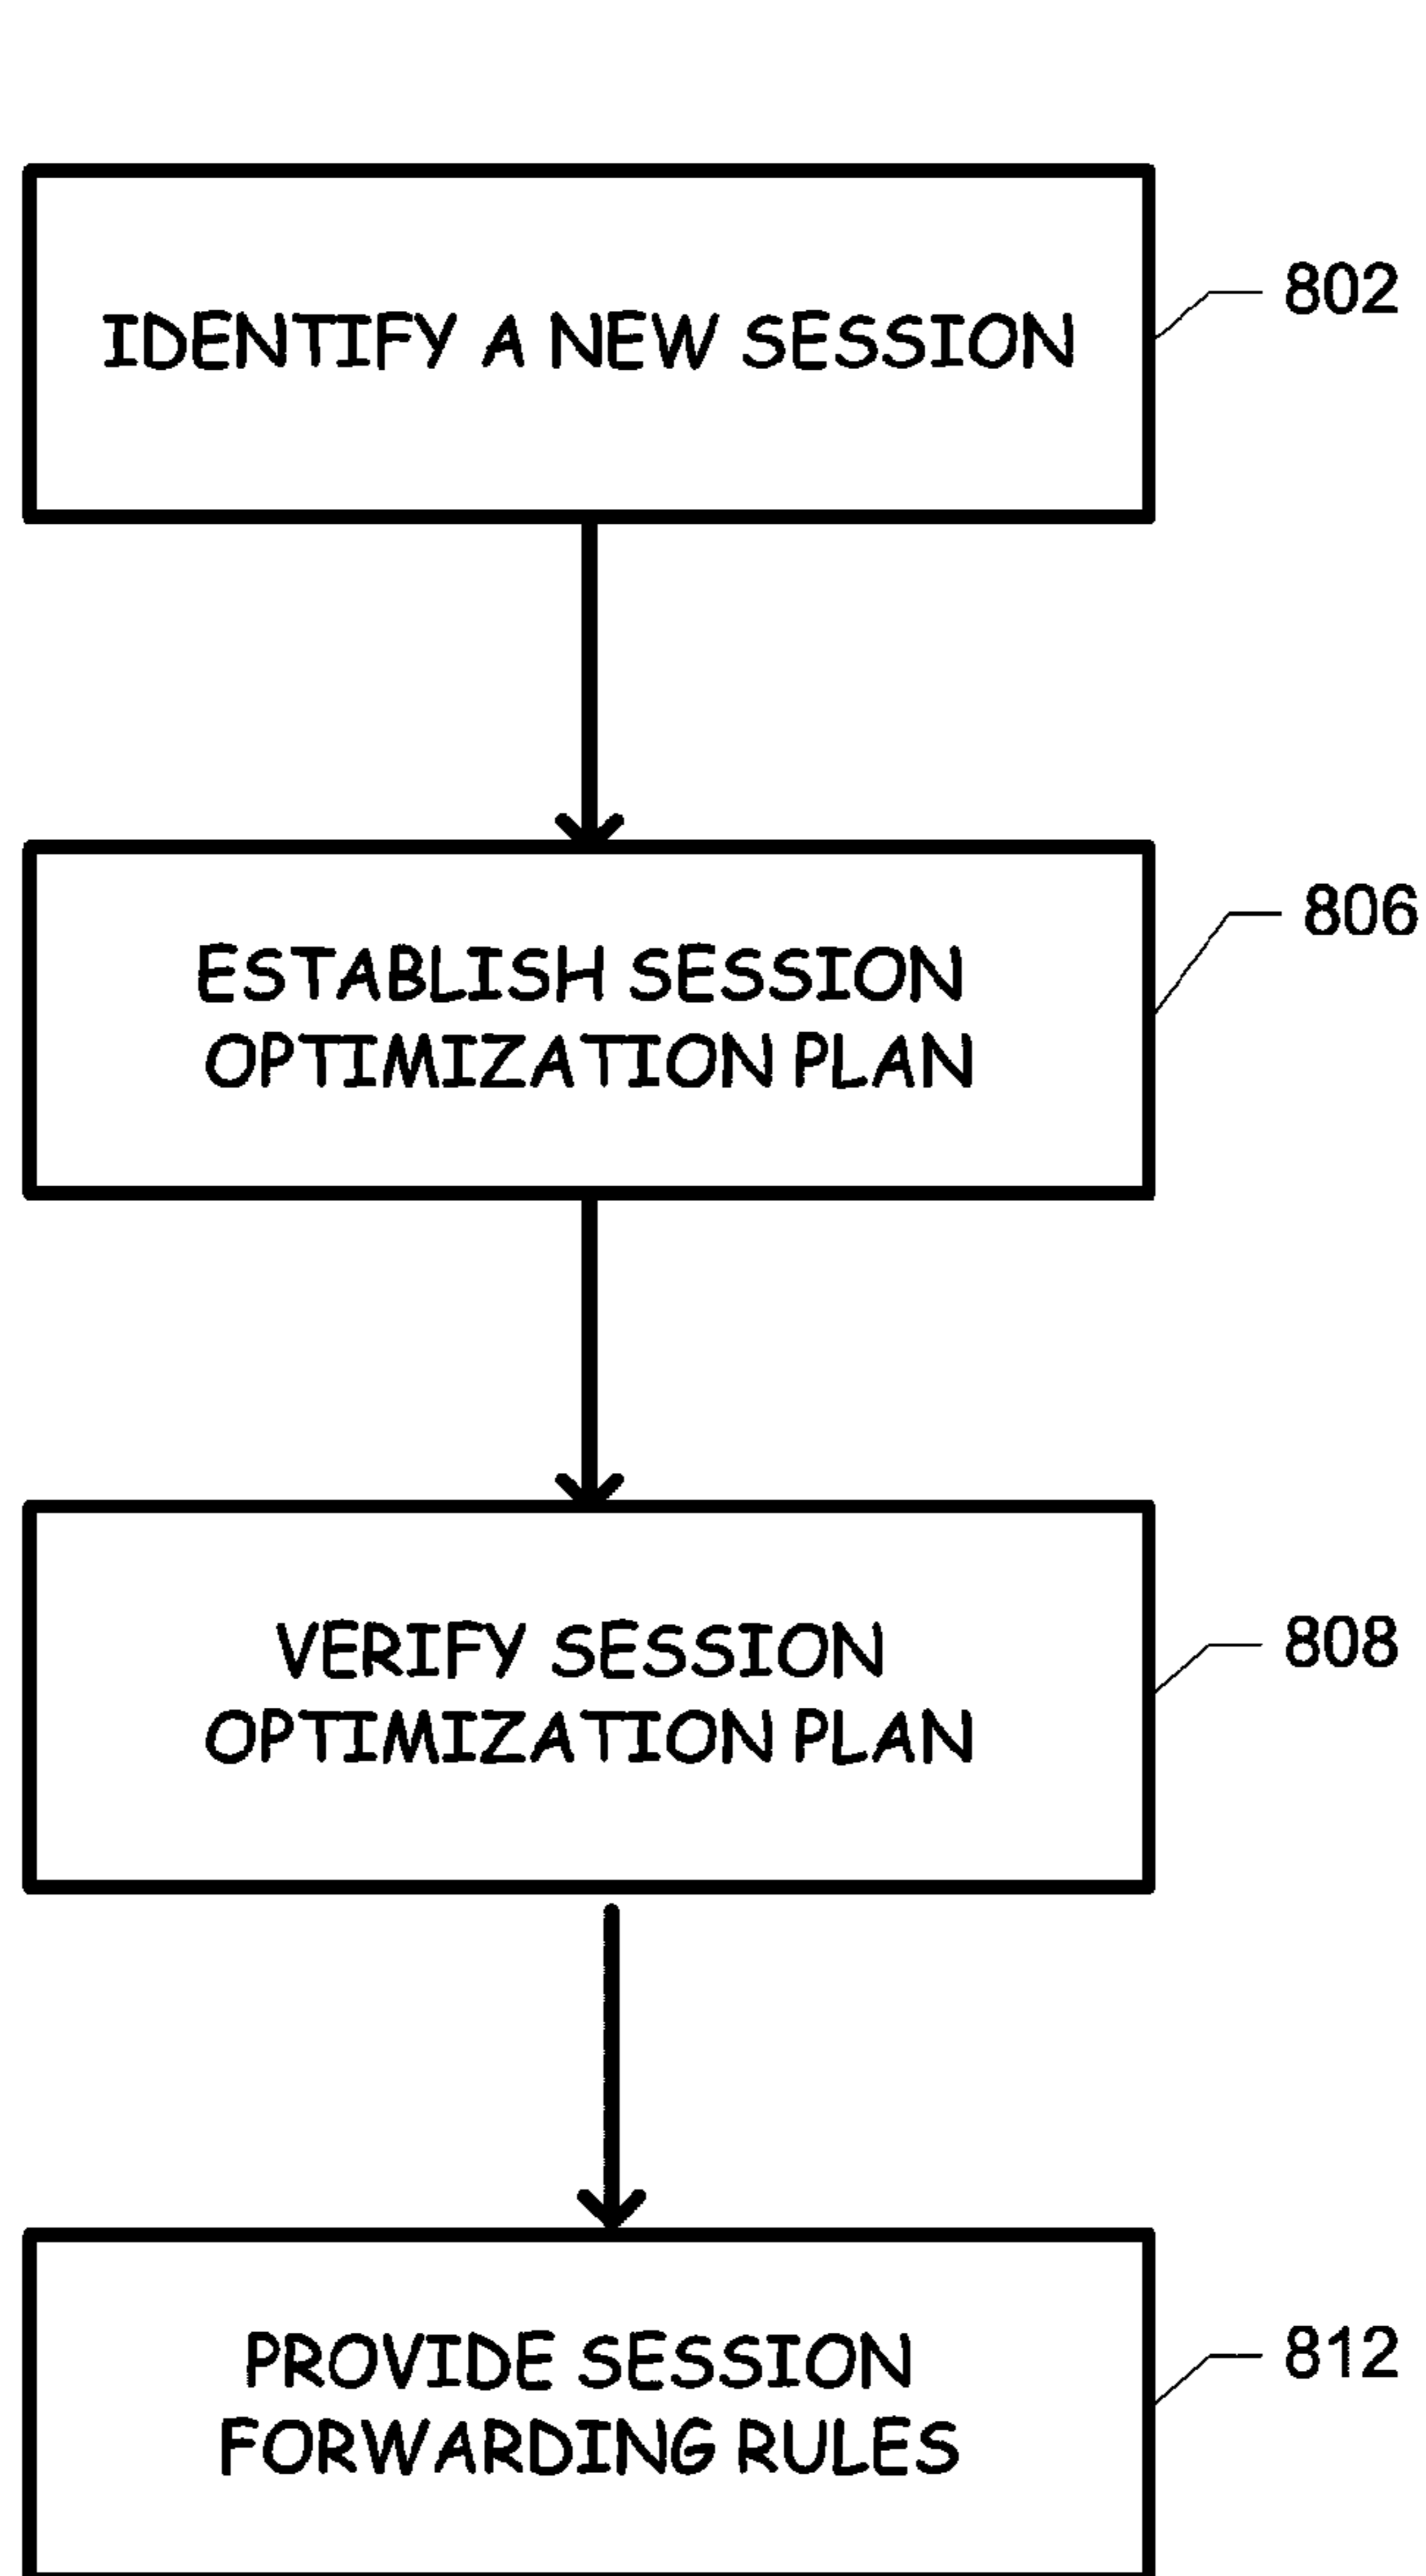 IDENTIFY A NEW SESSION
802
ESTABLISH SESSION
OPTIMIZATION PLAN
806
VERIFY SESSION
OPTIMIZATION PLAN
808
PROVIDE SESSION
FORWARDING RULES
812